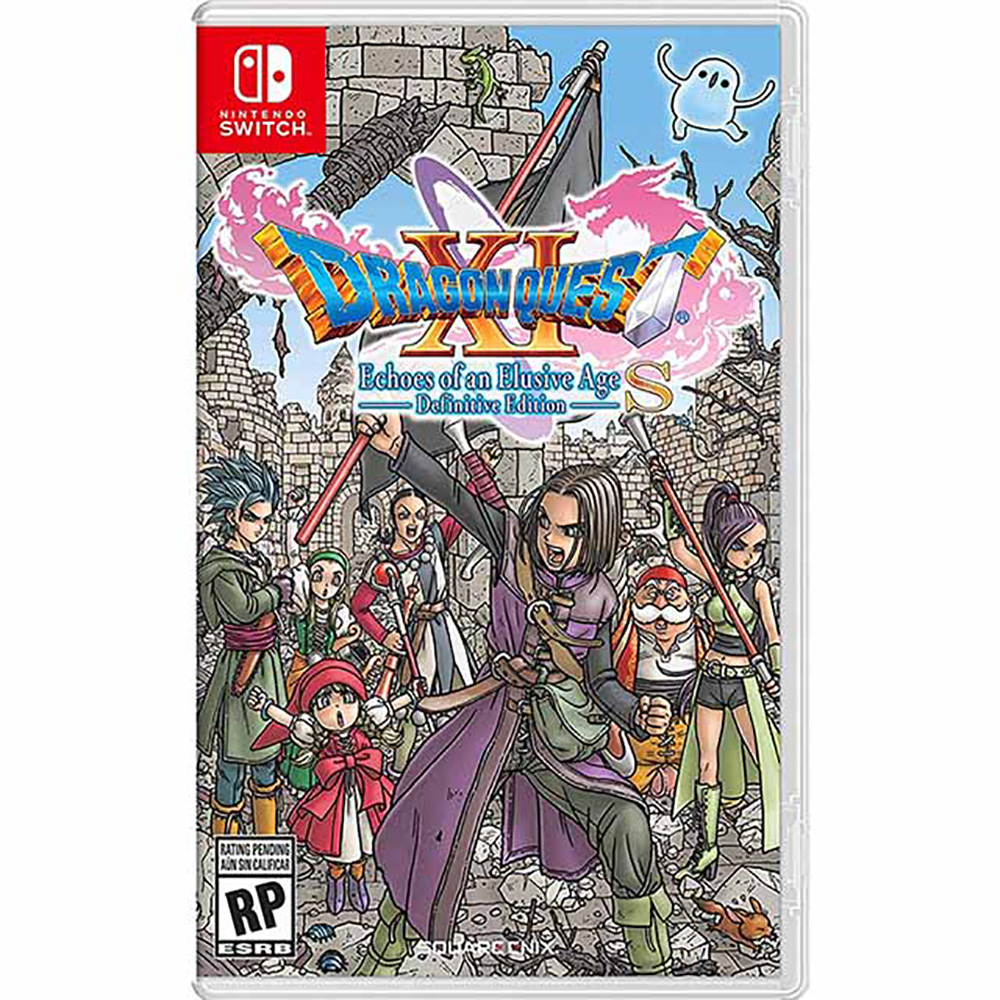 NINTENDO
SWITCH™
DRAGON QUEST®
XI
Echoes of an Elusive Age S
Definitive Edition
RATING PENDING
AÚN SIN CALIFICAR
RP
ESRB
SQUARE ENIX